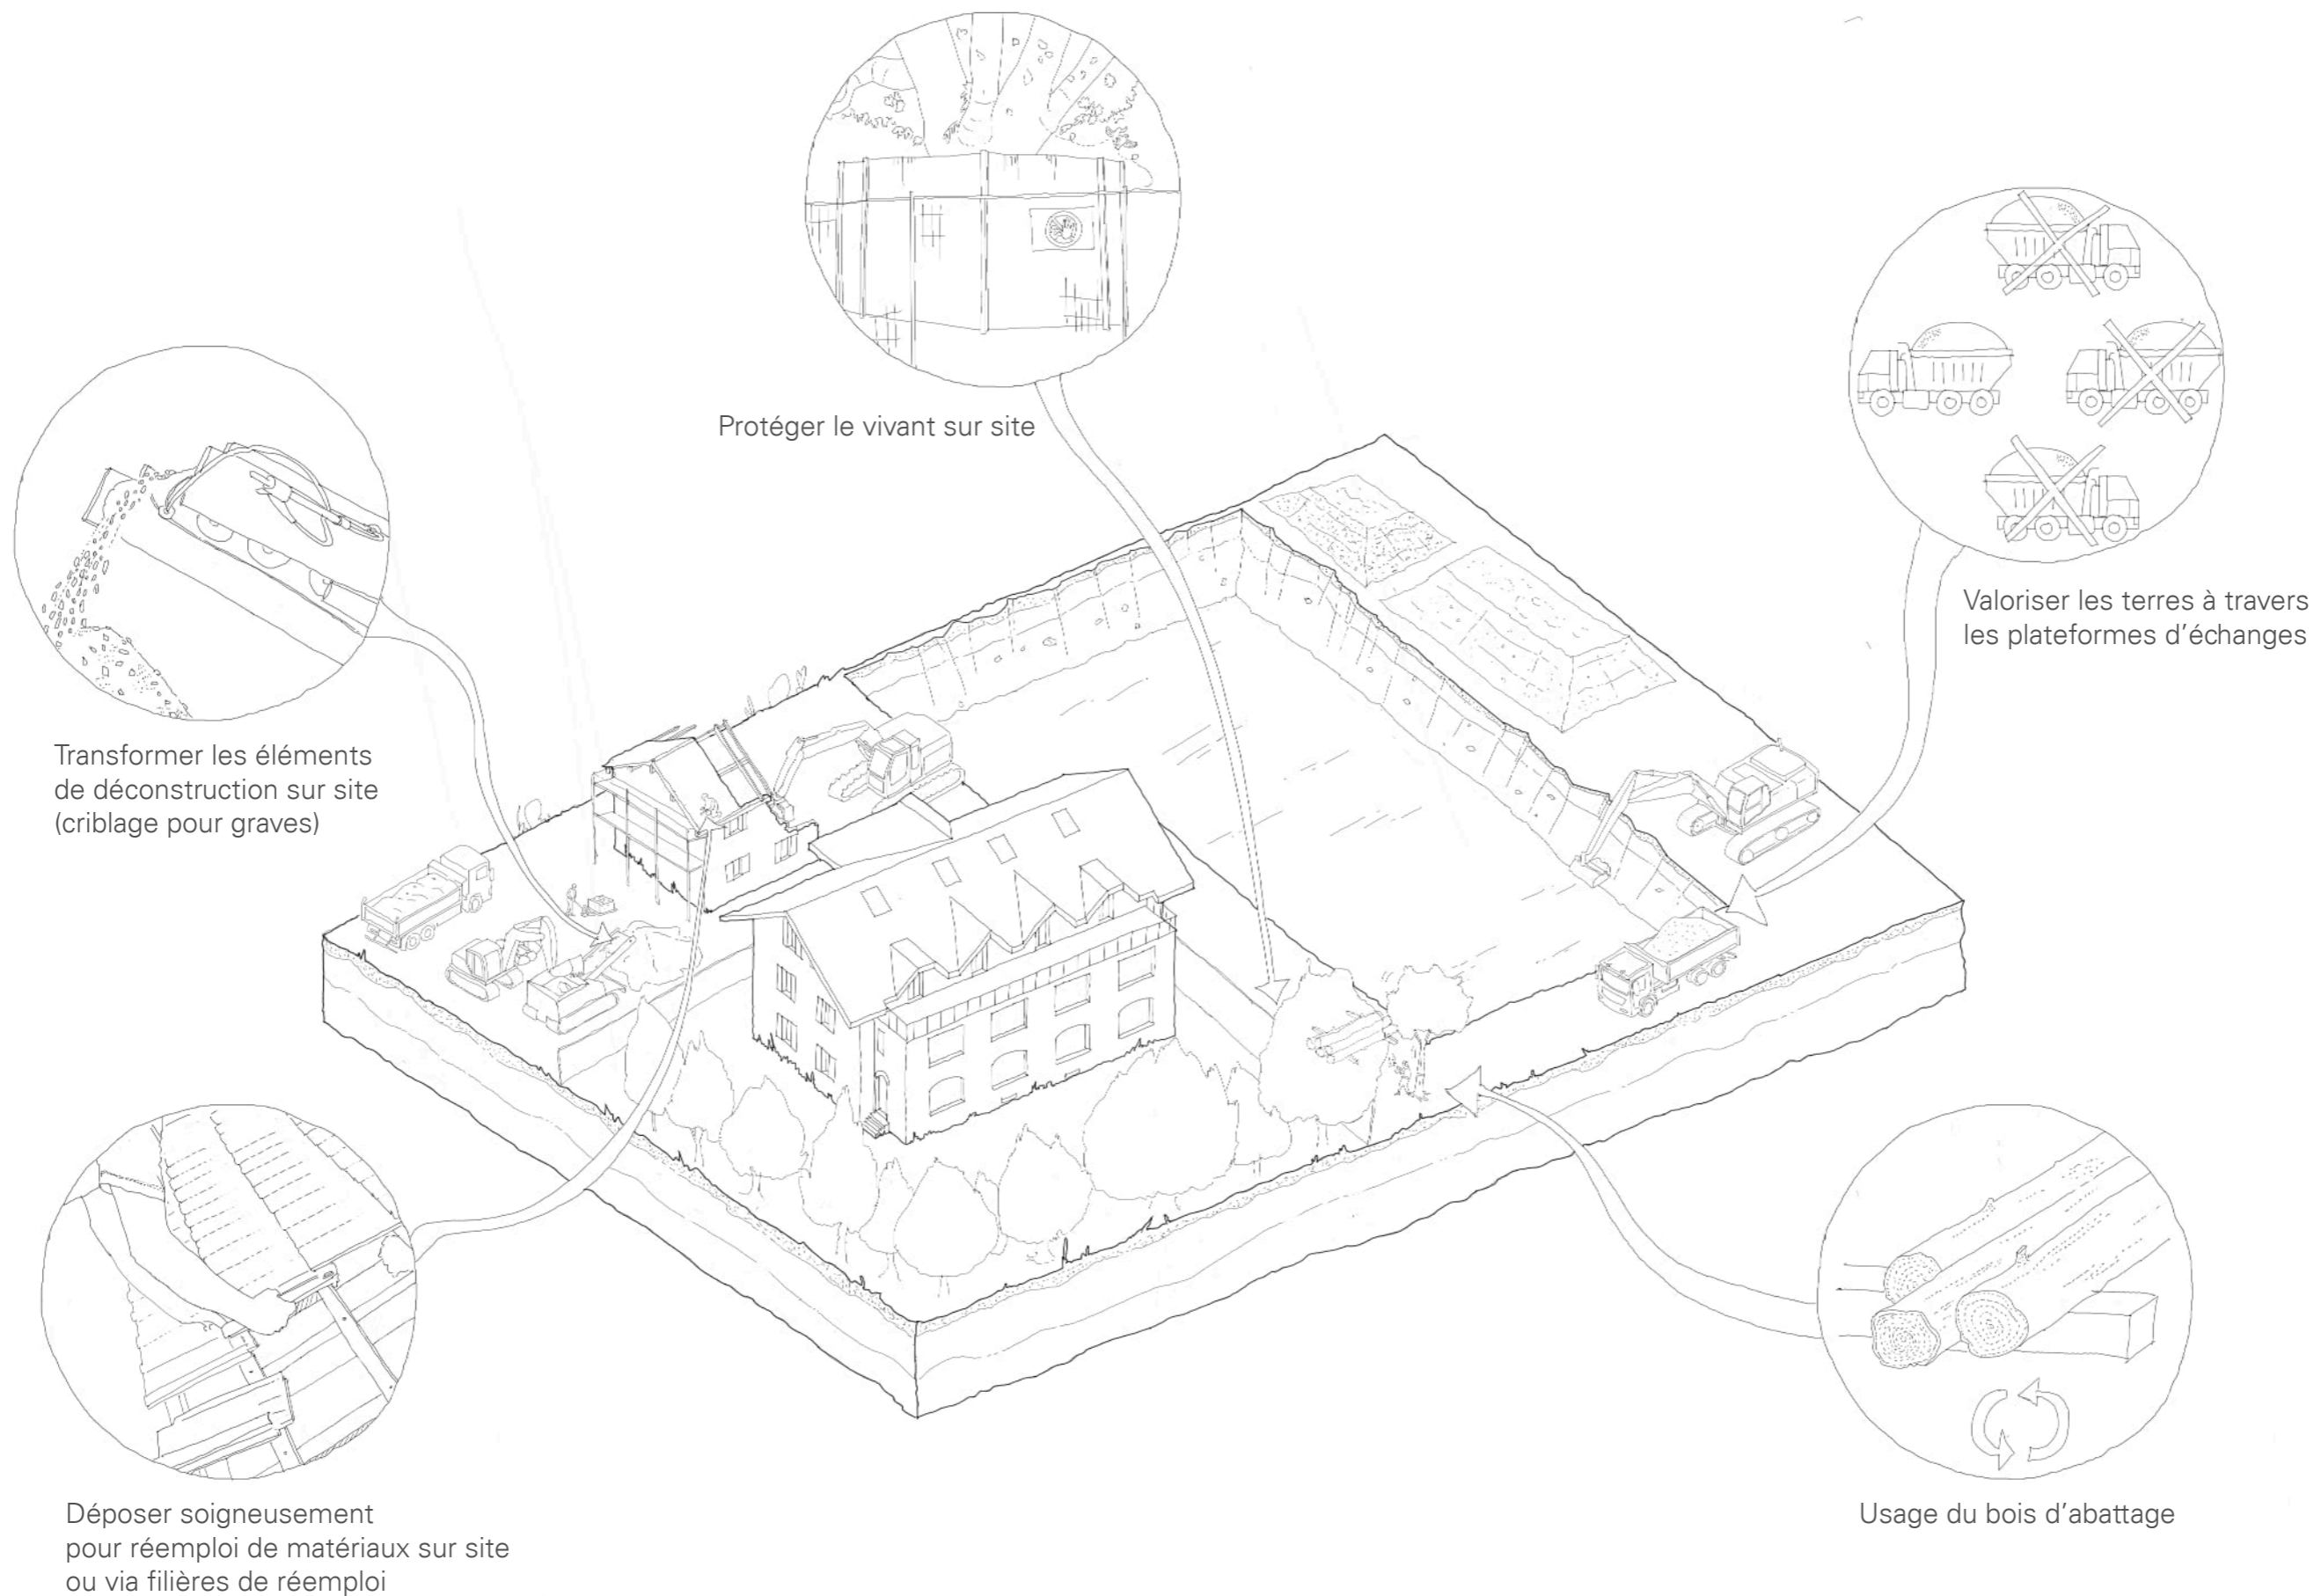 Protéger le vivant sur site
Valoriser les terres à travers
les plateformes d'échanges
Transformer les éléments
de déconstruction sur site
(criblage pour graves)
Déposer soigneusement
pour réemploi de matériaux sur site
ou via filières de réemploi
Usage du bois d'abattage